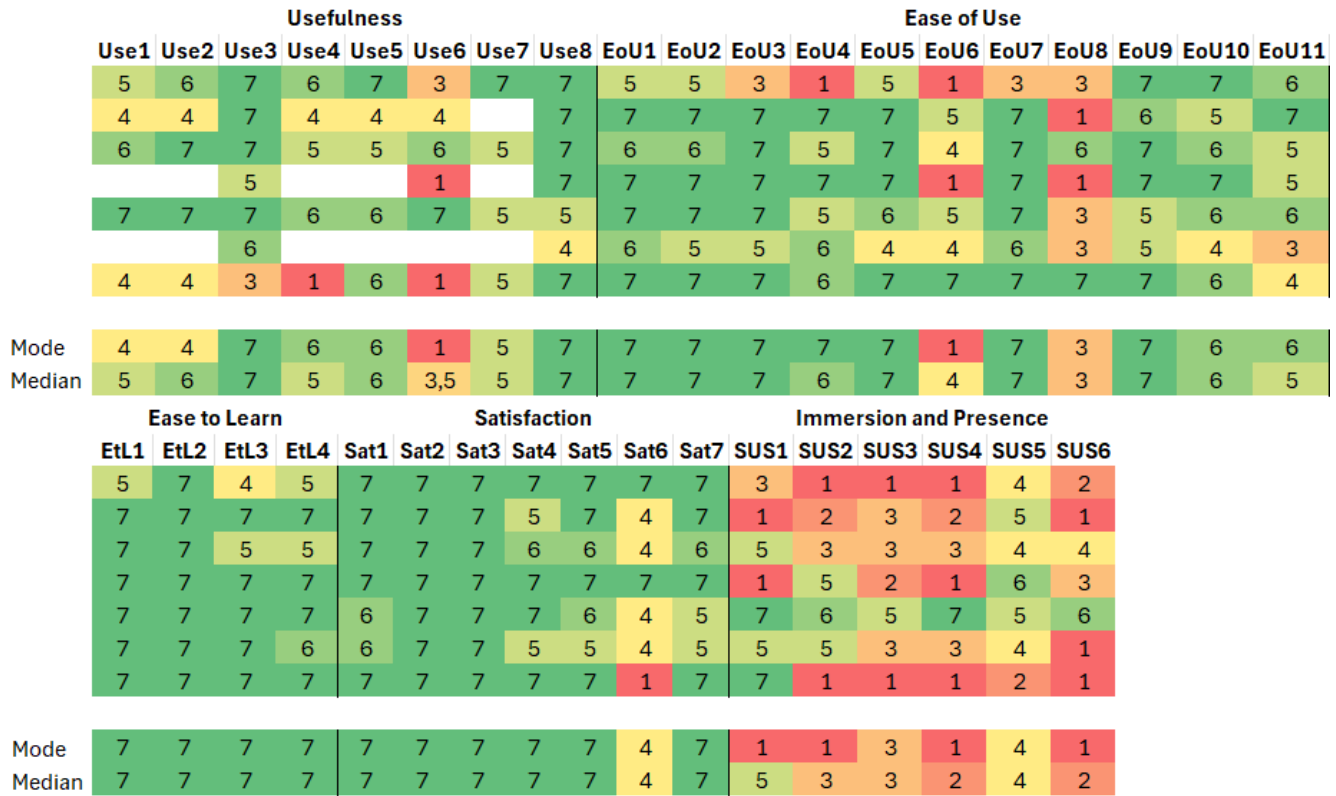 Usefulness Ease of Use
Use1 Use2 Use3 Use4 Use5 Use6 Use7 Use8 EoU1 EoU2 EoU3 EoU4 EoU5 EoU6 EoU7 EoU8 EoU9 EoU10 EoU11
5 6 7 6 7 3 7 7 5 5 3 1 5 1 3 3 7 7 6
4 4 7 4 4 4 7 7 7 7 7 7 5 7 1 6 5 7
6 7 7 5 5 6 5 7 6 6 7 5 7 4 7 6 7 6 5
5 1 7 7 7 7 7 7 1 7 1 7 7 5
7 7 7 6 6 7 5 5 7 7 7 5 6 5 7 3 5 6 6
6 4 6 5 5 6 4 4 6 3 5 4 3
4 4 3 1 6 1 5 7 7 7 7 6 7 7 7 7 7 6 4
Mode 4 4 7 6 6 1 5 7 7 7 7 7 7 1 7 3 7 6 6
Median 5 6 7 5 6 3,5 5 7 7 7 7 6 7 4 7 3 7 6 5
Ease to Learn Satisfaction Immersion and Presence
EtL1 EtL2 EtL3 EtL4 Sat1 Sat2 Sat3 Sat4 Sat5 Sat6 Sat7 SUS1 SUS2 SUS3 SUS4 SUS5 SUS6
5 7 4 5 7 7 7 7 7 7 7 3 1 1 1 4 2
7 7 7 7 7 7 7 5 7 4 7 1 2 3 2 5 1
7 7 5 5 7 7 7 6 6 4 6 5 3 3 3 4 4
7 7 7 7 7 7 7 7 7 7 7 1 5 2 1 6 3
7 7 7 7 6 7 7 7 6 4 5 7 6 5 7 5 6
7 7 7 6 6 7 7 5 5 4 5 5 5 3 3 4 1
7 7 7 7 7 7 7 7 7 1 7 7 1 1 1 2 1
Mode 7 7 7 7 7 7 7 7 7 4 7 1 1 3 1 4 1
Median 7 7 7 7 7 7 7 7 7 4 7 5 3 3 2 4 2